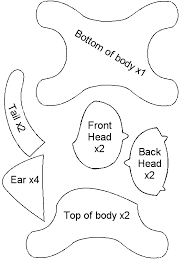 Bottom of body x1
Tail x2
Front
Head
x2
Back
Head
x2
Ear x4
Top of body x2